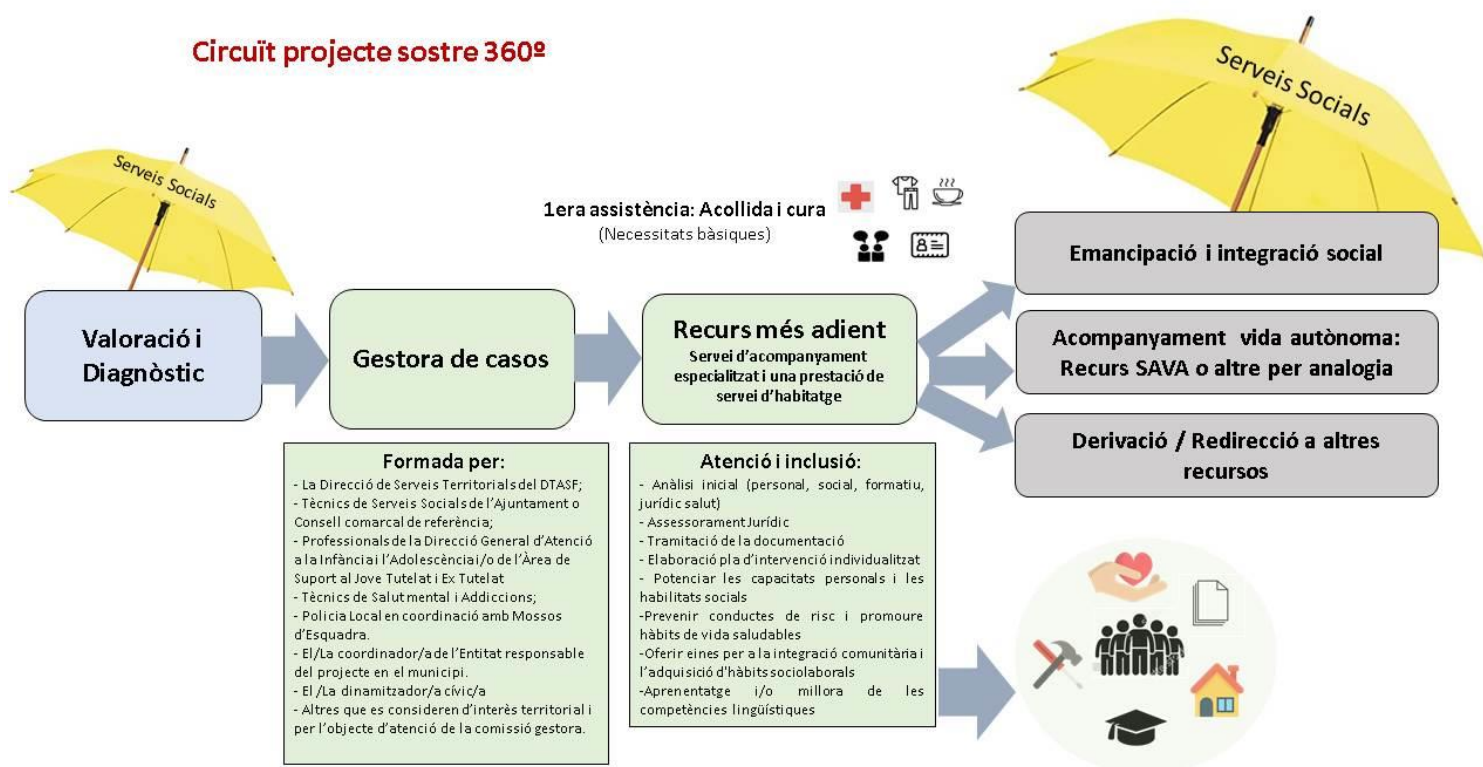 Circuït projecte sostre 360º
Serveis Socials
Serveis Socials
1era assistència: Acollida i cura
(Necessitats bàsiques)
Valoració i
Diagnòstic
Gestora de casos
Recurs més adient
Servei d'acompanyament
especialitzat i una prestació de
servei d'habitatge
Emancipació i integració social
Acompanyament vida autònoma:
Recurs SAVA o altre per analogia
Derivació / Redirecció a altres
recursos
Formada per:
- La Direcció de Serveis Territorials del DTASF;
- Tècnics de Serveis Socials de l'Ajuntament o
Consell comarcal de referència;
- Professionals de la Direcció General d'Atenció
a la Infància i l'Adolescència i/o de l'Àrea de
Suport al Jove Tutelat i Ex Tutelat
- Tècnics de Salut mental i Addiccions;
- Policia Local en coordinació amb Mossos
d'Esquadra.
- El/La coordinador/a de l'Entitat responsable
del projecte en el municipi.
- El /La dinamitzador/a cívic/a
- Altres que es consideren d'interès territorial i
per l'objecte d'atenció de la comissió gestora.
Atenció i inclusió:
- Anàlisi inicial (personal, social, formatiu,
jurídic salut)
- Assessorament Jurídic
- Tramitació de la documentació
- Elaboració pla d'intervenció individualitzat
- Potenciar les capacitats personals i les
habilitats socials
-Prevenir conductes de risc i promoure
hàbits de vida saludables
-Oferir eines per a la integració comunitària i
l'adquisició d'hàbits sociolaborals
-Aprenentatge i/o millora de les
competències lingüístiques